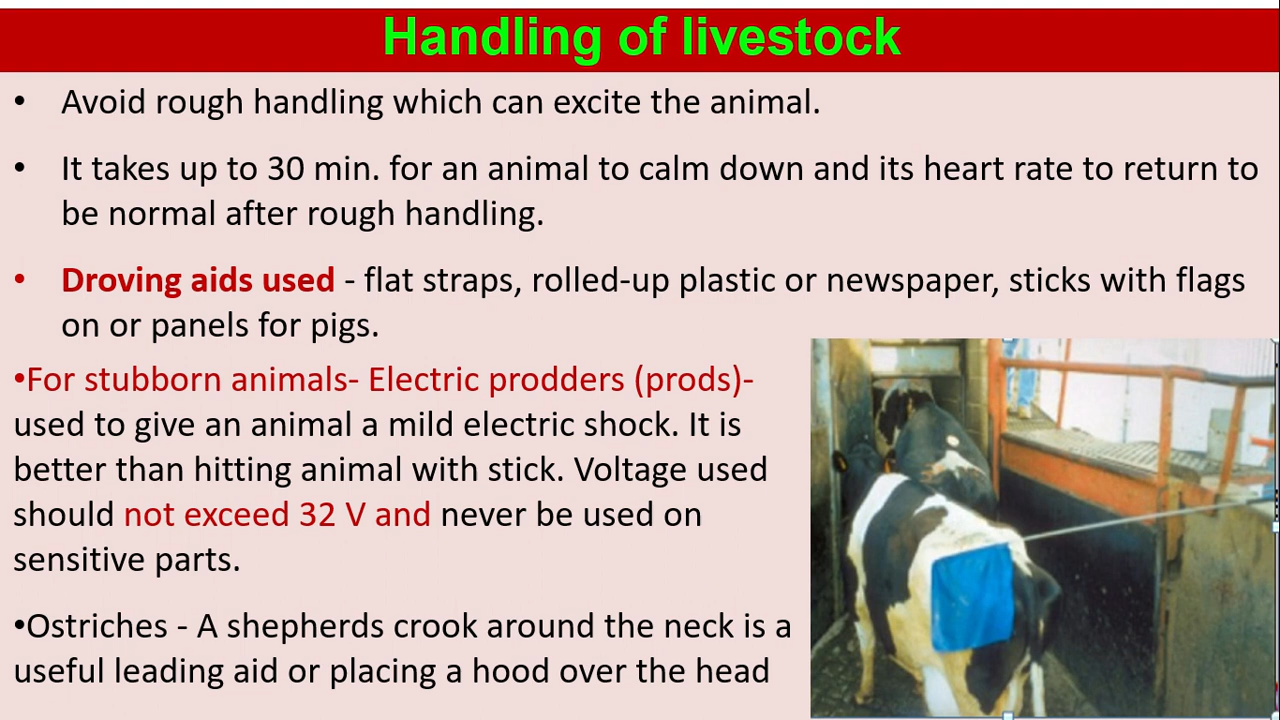 Handling of livestock
• Avoid rough handling which can excite the animal.
• It takes up to 30 min. for an animal to calm down and its heart rate to return to
be normal after rough handling.
• Droving aids used - flat straps, rolled-up plastic or newspaper, sticks with flags
on or panels for pigs.
•For stubborn animals- Electric prodders (prods)-
used to give an animal a mild electric shock. It is
better than hitting animal with stick. Voltage used
should not exceed 32 V and never be used on
sensitive parts.
•Ostriches - A shepherds crook around the neck is a
useful leading aid or placing a hood over the head